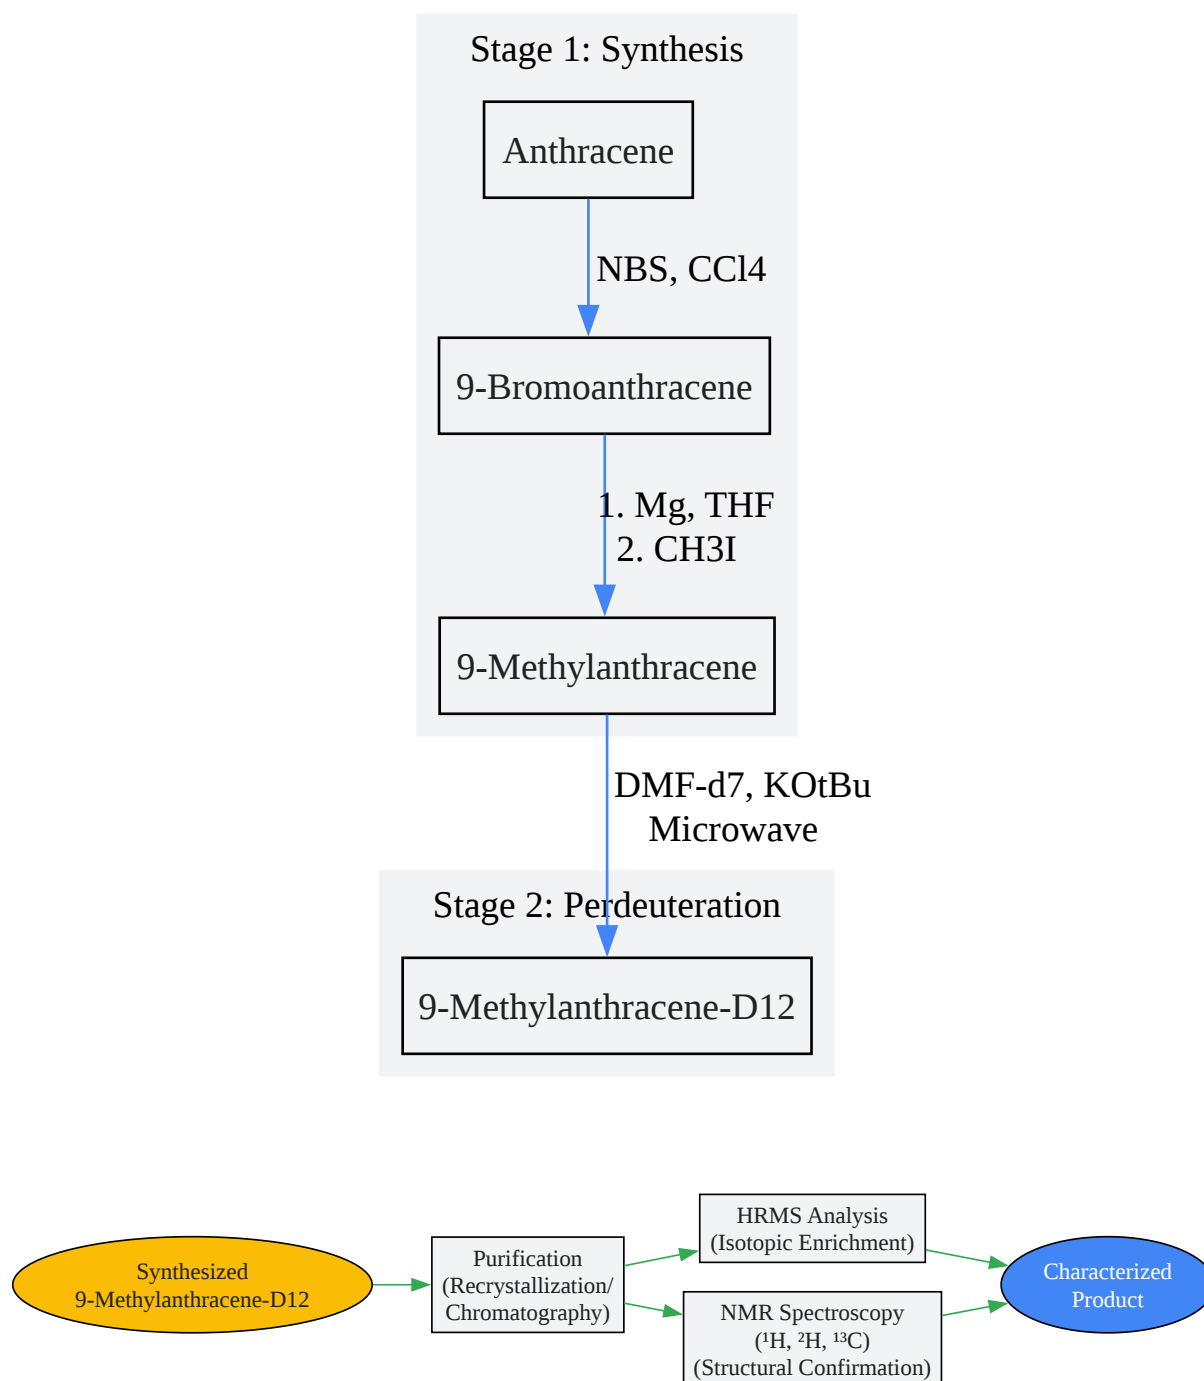 Stage 1: Synthesis
Anthracene
NBS, CCl4
9-Bromoanthracene
1. Mg, THF
2. CH3I
9-Methylanthracene
DMF-d7, KOtBu
Microwave
Stage 2: Perdeuteration
9-Methylanthracene-D12
Synthesized
9-Methylanthracene-D12
Purification
(Recrystallization/
Chromatography)
HRMS Analysis
(Isotopic Enrichment)
NMR Spectroscopy
(¹H, ²H, ¹³C)
(Structural Confirmation)
Characterized
Product